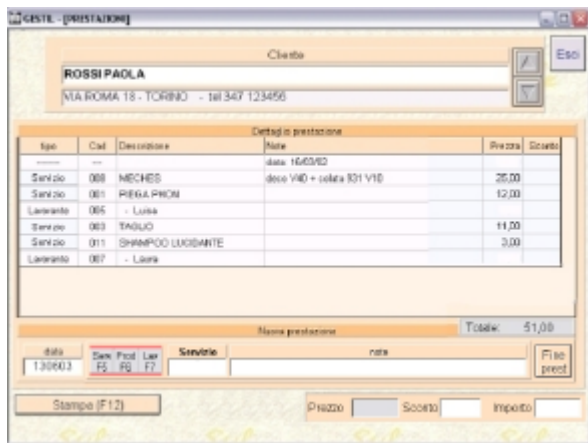 GESTIL - [PRESTAZIONI]
Cliente
Esci
ROSSI PAOLA
VIA ROMA 18 - TORINO - tel 347 123456
Dettaglio prestazione
tipo Cod Descrizione Note Prezzo Sconto
------ --- data: 16/03/02
Servizio 008 MECHES deco V40 + colata 931 V10 25,00
Servizio 001 PIEGA PHON 12,00
Lavorante 005 - Luisa
Servizio 003 TAGLIO 11,00
Servizio 011 SHAMPOO LUCIDANTE 3,00
Lavorante 007 - Laura
Nuova prestazione Totale: 51,00
data Serv Prod Lav Servizio note Fine
130603 F5 F6 F7 prest
Stampa (F12) Prezzo Sconto Importo